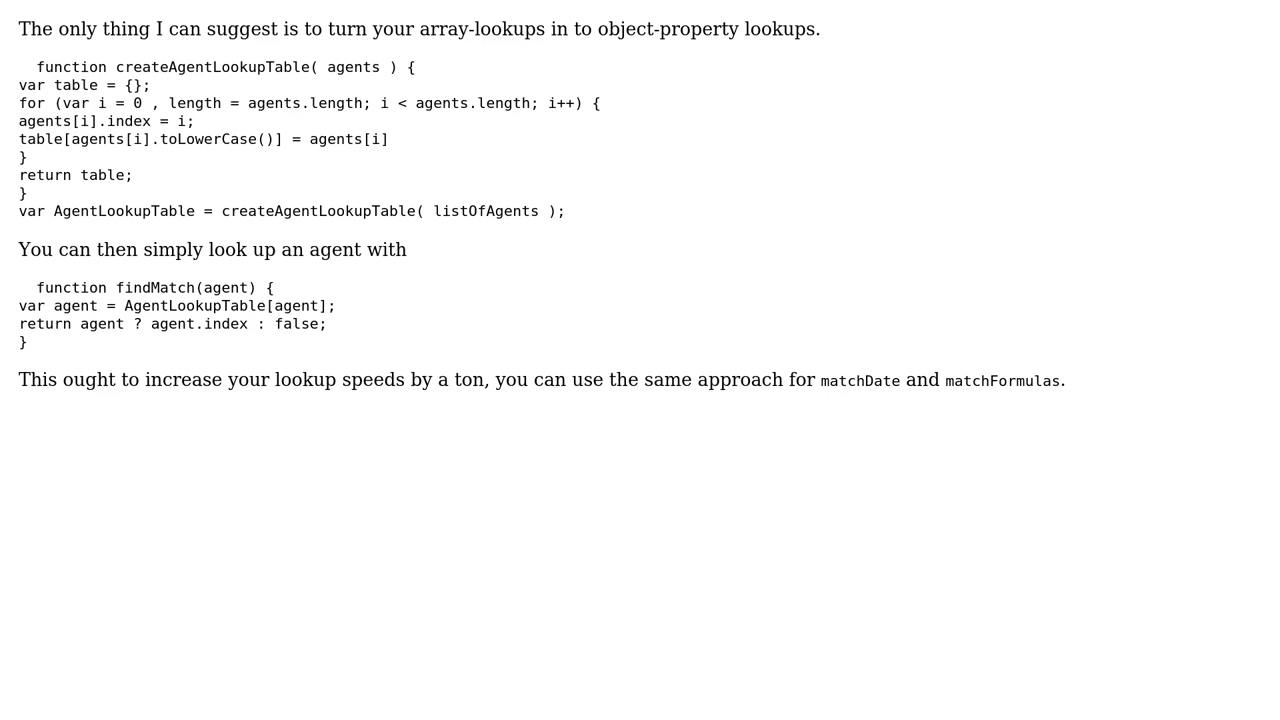 The only thing I can suggest is to turn your array-lookups in to object-property lookups.
function createAgentLookupTable( agents ) {
var table = {};
for (var i = 0 , length = agents.length; i < agents.length; i++) {
agents[i].index = i;
table[agents[i].toLowerCase()] = agents[i]
}
return table;
}
var AgentLookupTable = createAgentLookupTable( listOfAgents );
You can then simply look up an agent with
function findMatch(agent) {
var agent = AgentLookupTable[agent];
return agent ? agent.index : false;
}
This ought to increase your lookup speeds by a ton, you can use the same approach for matchDate and matchFormulas.